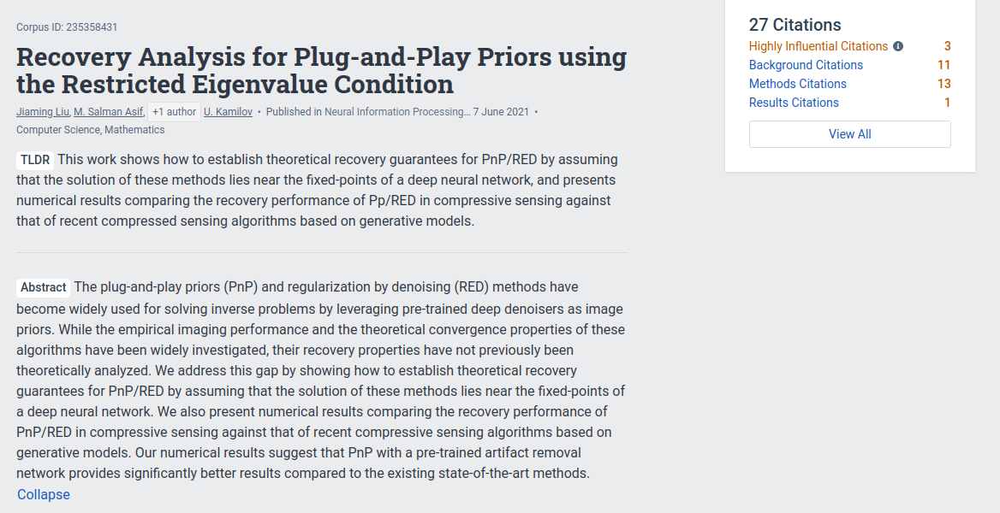 Corpus ID: 235358431
Recovery Analysis for Plug-and-Play Priors using
the Restricted Eigenvalue Condition
Jiaming Liu, M. Salman Asif, +1 author U. Kamilov • Published in Neural Information Processing… 7 June 2021 •
Computer Science, Mathematics
TLDR This work shows how to establish theoretical recovery guarantees for PnP/RED by assuming
that the solution of these methods lies near the fixed-points of a deep neural network, and presents
numerical results comparing the recovery performance of Pp/RED in compressive sensing against
that of recent compressed sensing algorithms based on generative models.
Abstract The plug-and-play priors (PnP) and regularization by denoising (RED) methods have
become widely used for solving inverse problems by leveraging pre-trained deep denoisers as image
priors. While the empirical imaging performance and the theoretical convergence properties of these
algorithms have been widely investigated, their recovery properties have not previously been
theoretically analyzed. We address this gap by showing how to establish theoretical recovery
guarantees for PnP/RED by assuming that the solution of these methods lies near the fixed-points of
a deep neural network. We also present numerical results comparing the recovery performance of
PnP/RED in compressive sensing against that of recent compressive sensing algorithms based on
generative models. Our numerical results suggest that PnP with a pre-trained artifact removal
network provides significantly better results compared to the existing state-of-the-art methods.
Collapse
27 Citations
Highly Influential Citations 3
Background Citations 11
Methods Citations 13
Results Citations 1
View All